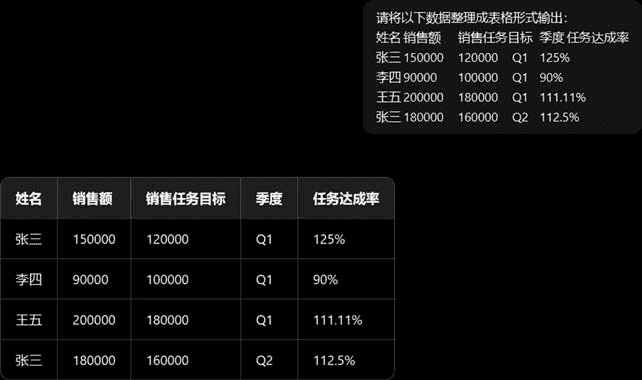 请将以下数据整理成表格形式输出：
姓名 销售额 销售任务目标 季度 任务达成率
张三 150000 120000 Q1 125%
李四 90000 100000 Q1 90%
王五 200000 180000 Q1 111.11%
张三 180000 160000 Q2 112.5%
姓名 销售额 销售任务目标 季度 任务达成率
张三 150000 120000 Q1 125%
李四 90000 100000 Q1 90%
王五 200000 180000 Q1 111.11%
张三 180000 160000 Q2 112.5%